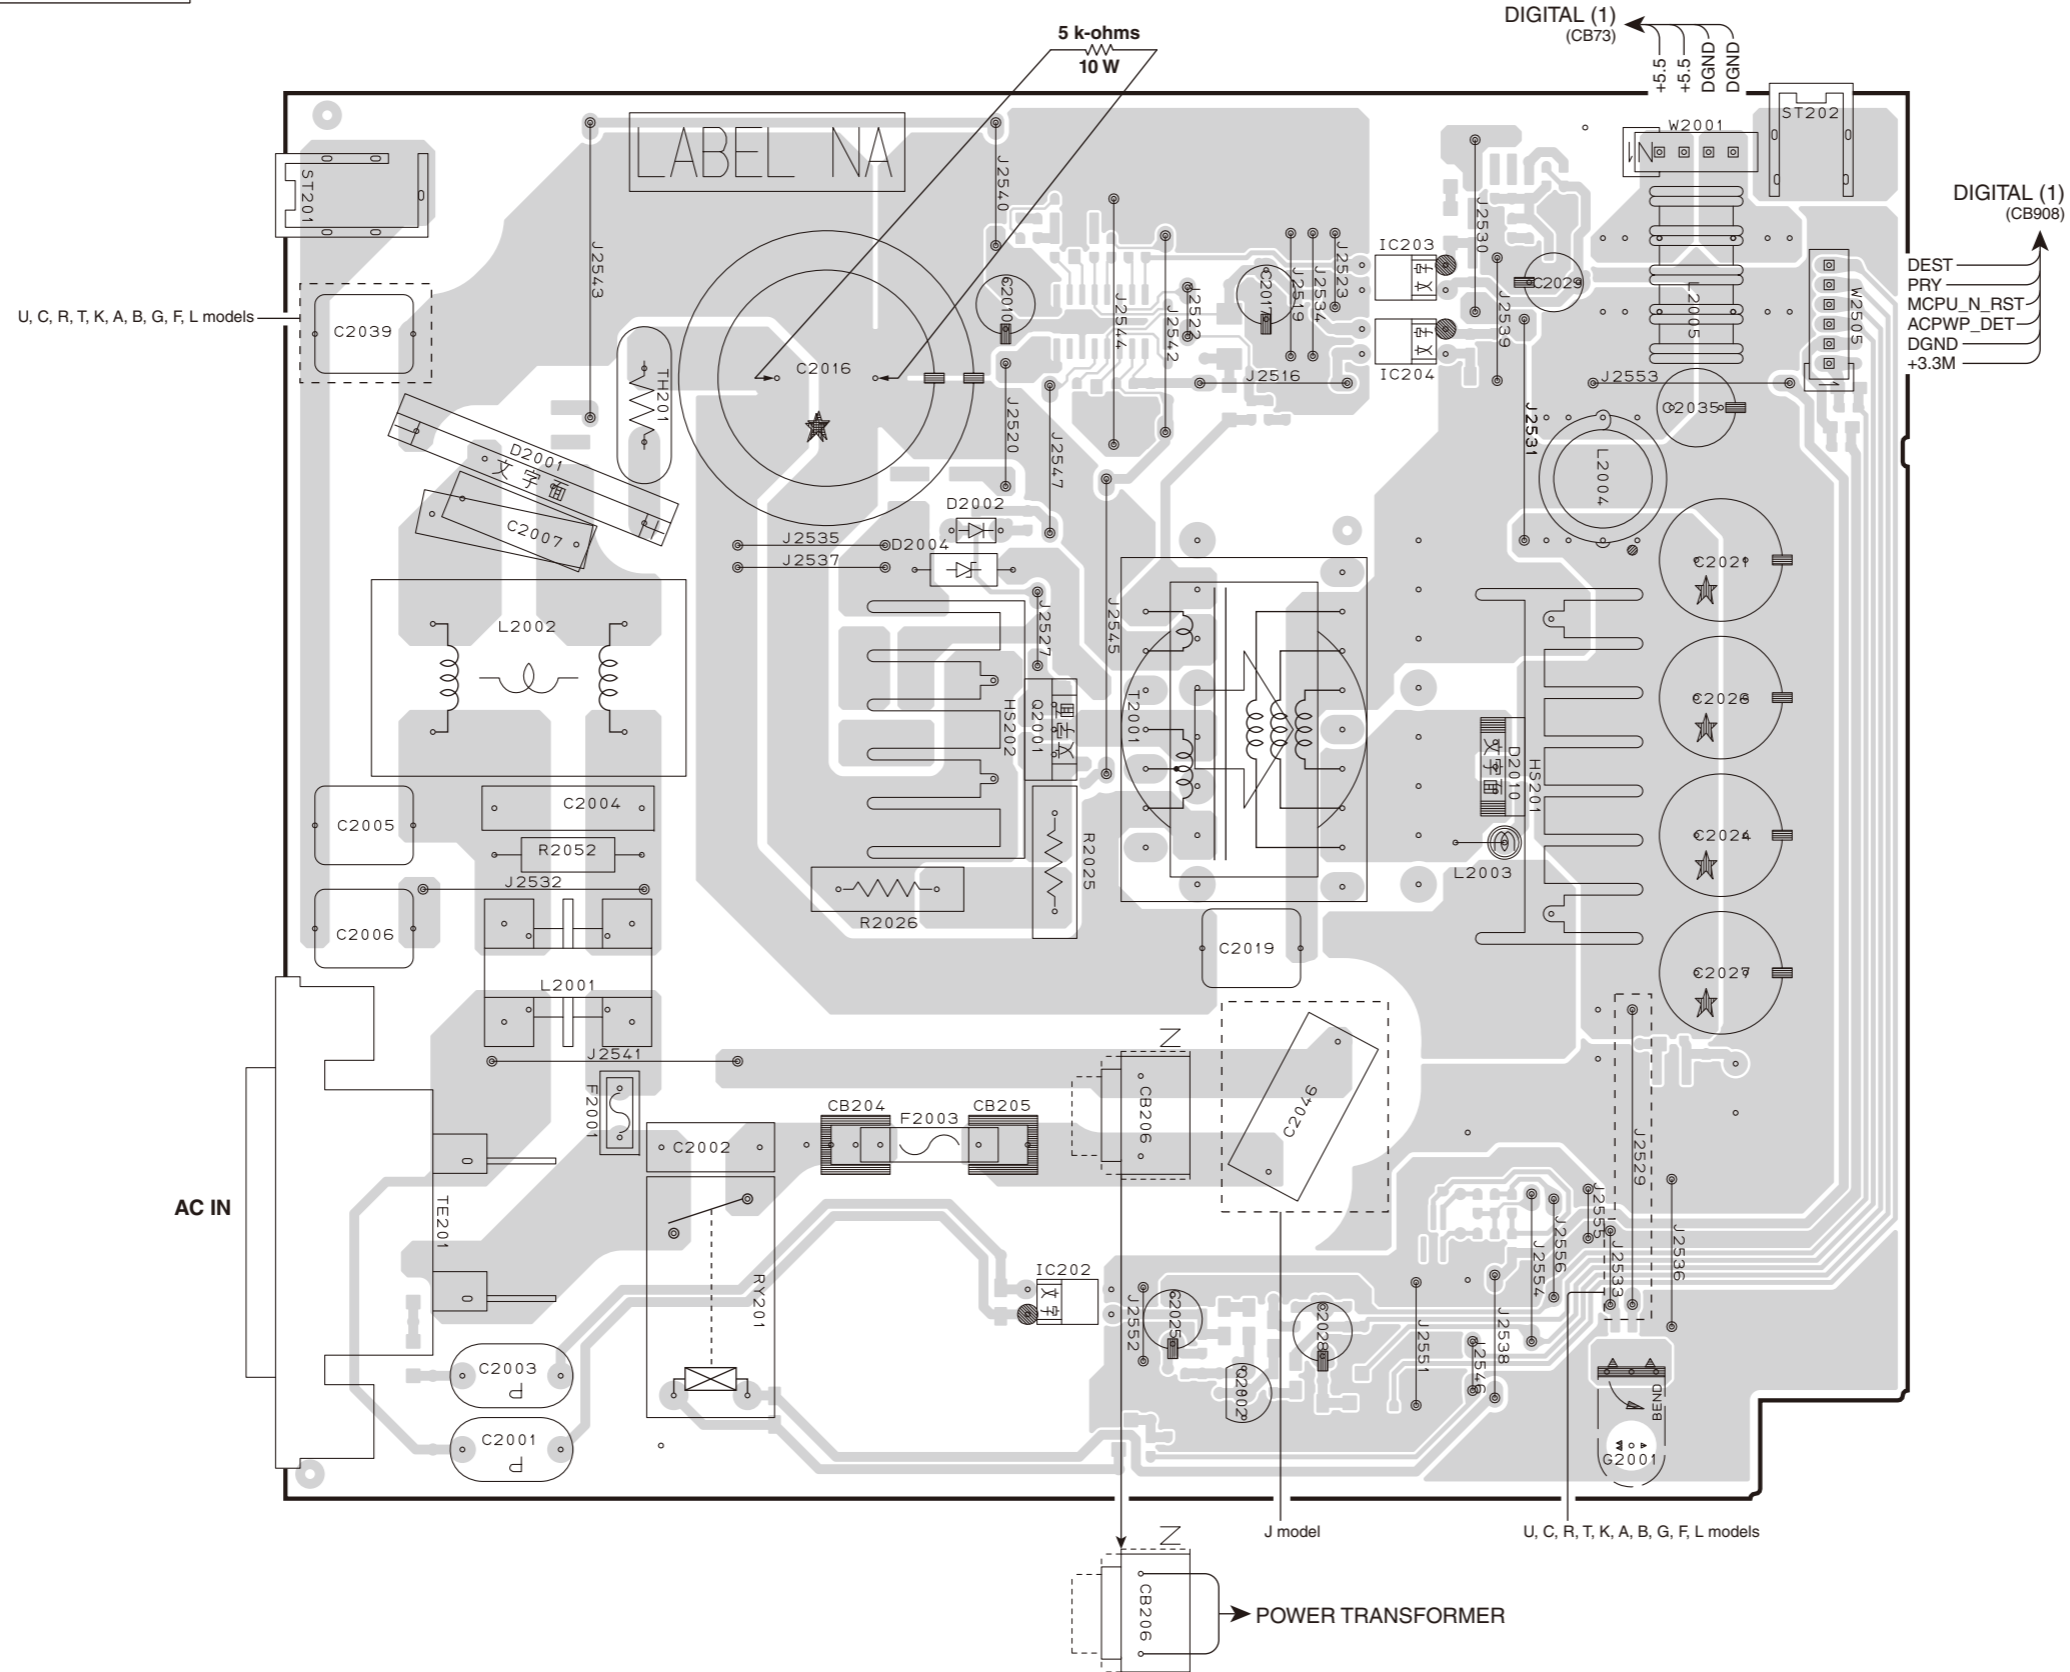 DIGITAL (1)
(CB73)
+5.5
+5.5
DGND
DGND
5 k-ohms
10 W
LABEL NA
ST201
ST202
W2001
DIGITAL (1)
(CB908)
DEST
PRY
MCPU_N_RST
ACPWP_DET
DGND
+3.3M
W2505
U, C, R, T, K, A, B, G, F, L models
C2039
J2543
J2540
TH201
C2016
C2010
J2544
J2542
J2522
C2017
J2519
J2534
J2523
IC203
文字
IC204
文字
J2530
J2539
C2029
L2005
J2516
J2553
C2035
J2520
J2547
J2531
L2004
D2001
文字面
C2007
D2002
J2535
D2004
J2537
C2021
L2002
J2527
J2545
HS202
Q2001
T2001
C2026
D2010
文字面
HS201
C2004
C2005
R2052
J2532
C2006
R2025
R2026
L2003
C2024
C2019
C2027
L2001
J2541
F2001
CB204
F2003
CB205
C2002
N
CB206
C2046
J2529
AC IN
TE201
RY201
IC202
文字
J2552
C2025
C2028
Q2002
J2551
J2546
J2538
J2554
J2556
J2555
J2533
J2536
C2003
P
C2001
P
BEND
G2001
J model
U, C, R, T, K, A, B, G, F, L models
N
CB206
POWER TRANSFORMER